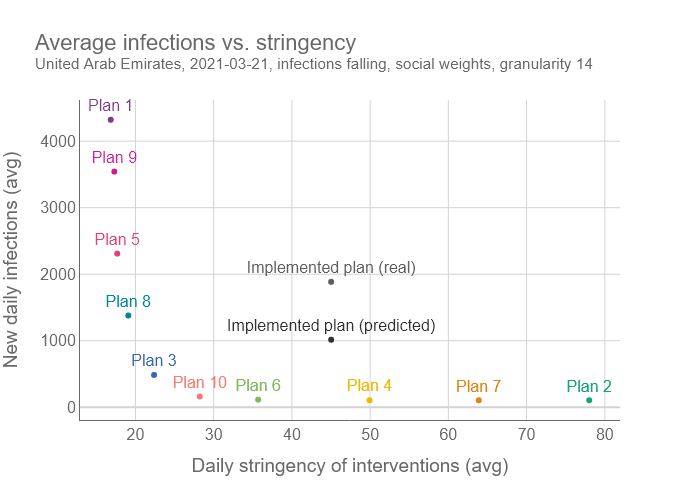 Average infections vs. stringency
United Arab Emirates, 2021-03-21, infections falling, social weights, granularity 14
Plan 1
4000
Plan 9
3000
Plan 5
Implemented plan (real)
2000
Plan 8
Implemented plan (predicted)
1000
Plan 3
Plan 10
Plan 6
Plan 4
Plan 7
Plan 2
0
20
30
40
50
60
70
80
Daily stringency of interventions (avg)
New daily infections (avg)